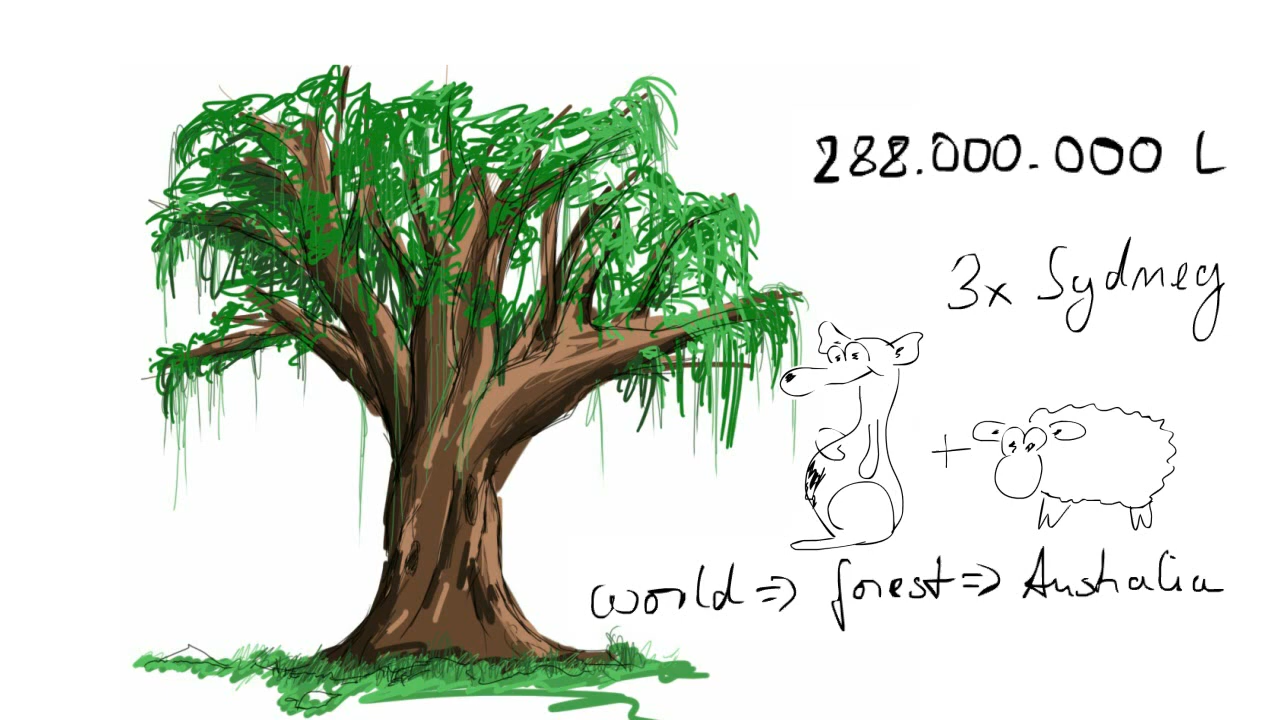 288.000.000 L
3x Sydney
+
world => forest => Australia